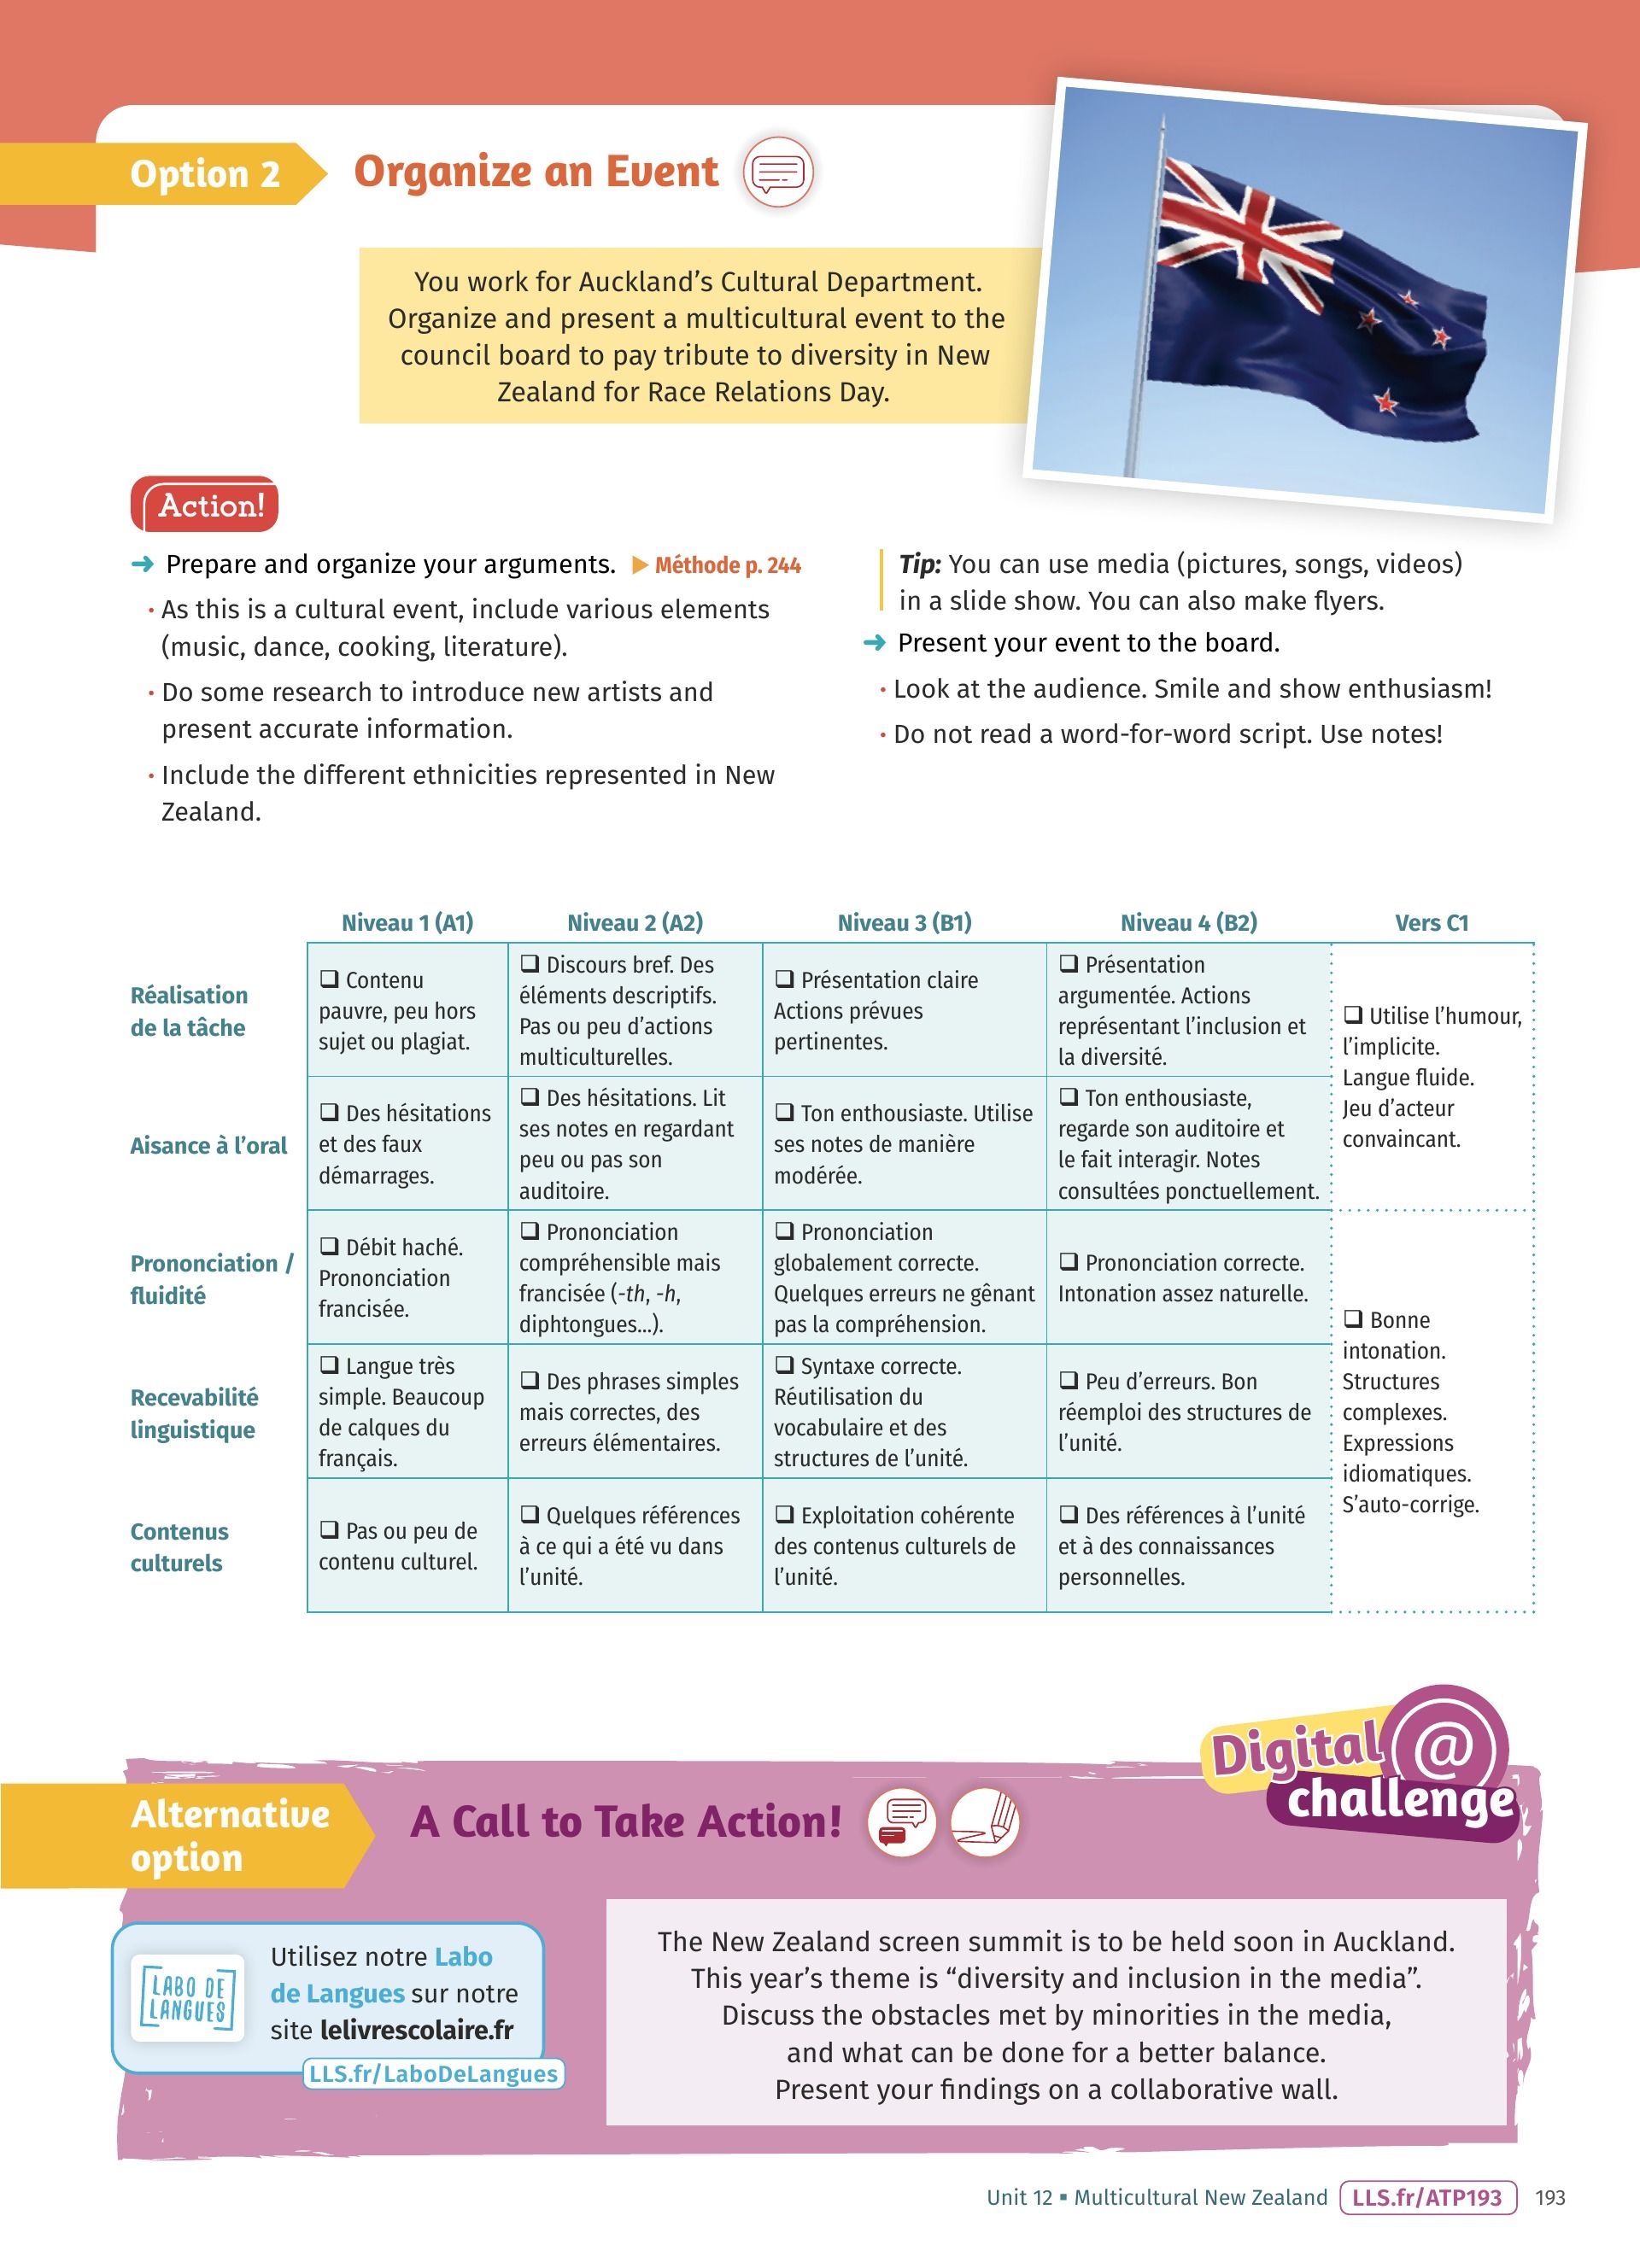 Option 2
Organize an Event
You work for Auckland’s Cultural Department.
Organize and present a multicultural event to the
council board to pay tribute to diversity in New
Zealand for Race Relations Day.
Action!
➜ Prepare and organize your arguments. ▶ Méthode p. 244
· As this is a cultural event, include various elements
(music, dance, cooking, literature).
· Do some research to introduce new artists and
present accurate information.
· Include the different ethnicities represented in New
Zealand.
Tip: You can use media (pictures, songs, videos)
in a slide show. You can also make flyers.
➜ Present your event to the board.
· Look at the audience. Smile and show enthusiasm!
· Do not read a word-for-word script. Use notes!
Niveau 1 (A1)
Niveau 2 (A2)
Niveau 3 (B1)
Niveau 4 (B2)
Vers C1
Réalisation
de la tâche
❑ Contenu
pauvre, peu hors
sujet ou plagiat.
❑ Discours bref. Des
éléments descriptifs.
Pas ou peu d’actions
multiculturelles.
❑ Présentation claire
Actions prévues
pertinentes.
❑ Présentation
argumentée. Actions
représentant l’inclusion et
la diversité.
❑ Utilise l’humour,
l’implicite.
Langue fluide.
Jeu d’acteur
convaincant.
Aisance à l’oral
❑ Des hésitations
et des faux
démarrages.
❑ Des hésitations. Lit
ses notes en regardant
peu ou pas son
auditoire.
❑ Ton enthousiaste. Utilise
ses notes de manière
modérée.
❑ Ton enthousiaste,
regarde son auditoire et
le fait interagir. Notes
consultées ponctuellement.
Prononciation /
fluidité
❑ Débit haché.
Prononciation
francisée.
❑ Prononciation
compréhensible mais
francisée (-th, -h,
diphtongues...).
❑ Prononciation
globalement correcte.
Quelques erreurs ne gênant
pas la compréhension.
❑ Prononciation correcte.
Intonation assez naturelle.
❑ Bonne
intonation.
Structures
complexes.
Expressions
idiomatiques.
S’auto-corrige.
Recevabilité
linguistique
❑ Langue très
simple. Beaucoup
de calques du
français.
❑ Des phrases simples
mais correctes, des
erreurs élémentaires.
❑ Syntaxe correcte.
Réutilisation du
vocabulaire et des
structures de l’unité.
❑ Peu d’erreurs. Bon
réemploi des structures de
l’unité.
Contenus
culturels
❑ Pas ou peu de
contenu culturel.
❑ Quelques références
à ce qui a été vu dans
l’unité.
❑ Exploitation cohérente
des contenus culturels de
l’unité.
❑ Des références à l’unité
et à des connaissances
personnelles.
Digital @
challenge
Alternative
option
A Call to Take Action!
LABO DE
LANGUES
Utilisez notre Labo
de Langues sur notre
site lelivrescolaire.fr
LLS.fr/LaboDeLangues
The New Zealand screen summit is to be held soon in Auckland.
This year’s theme is “diversity and inclusion in the media”.
Discuss the obstacles met by minorities in the media,
and what can be done for a better balance.
Present your findings on a collaborative wall.
Unit 12 ▪ Multicultural New Zealand LLS.fr/ATP193 193